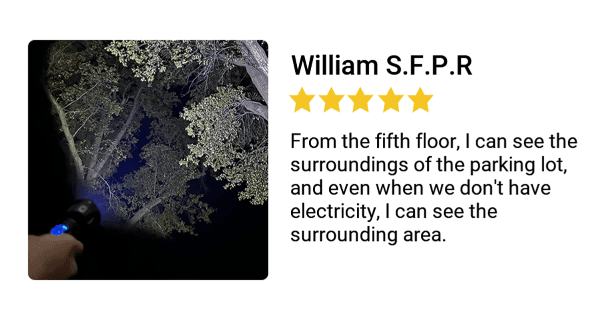 William S.F.P.R
From the fifth floor, I can see the
surroundings of the parking lot,
and even when we don't have
electricity, I can see the
surrounding area.